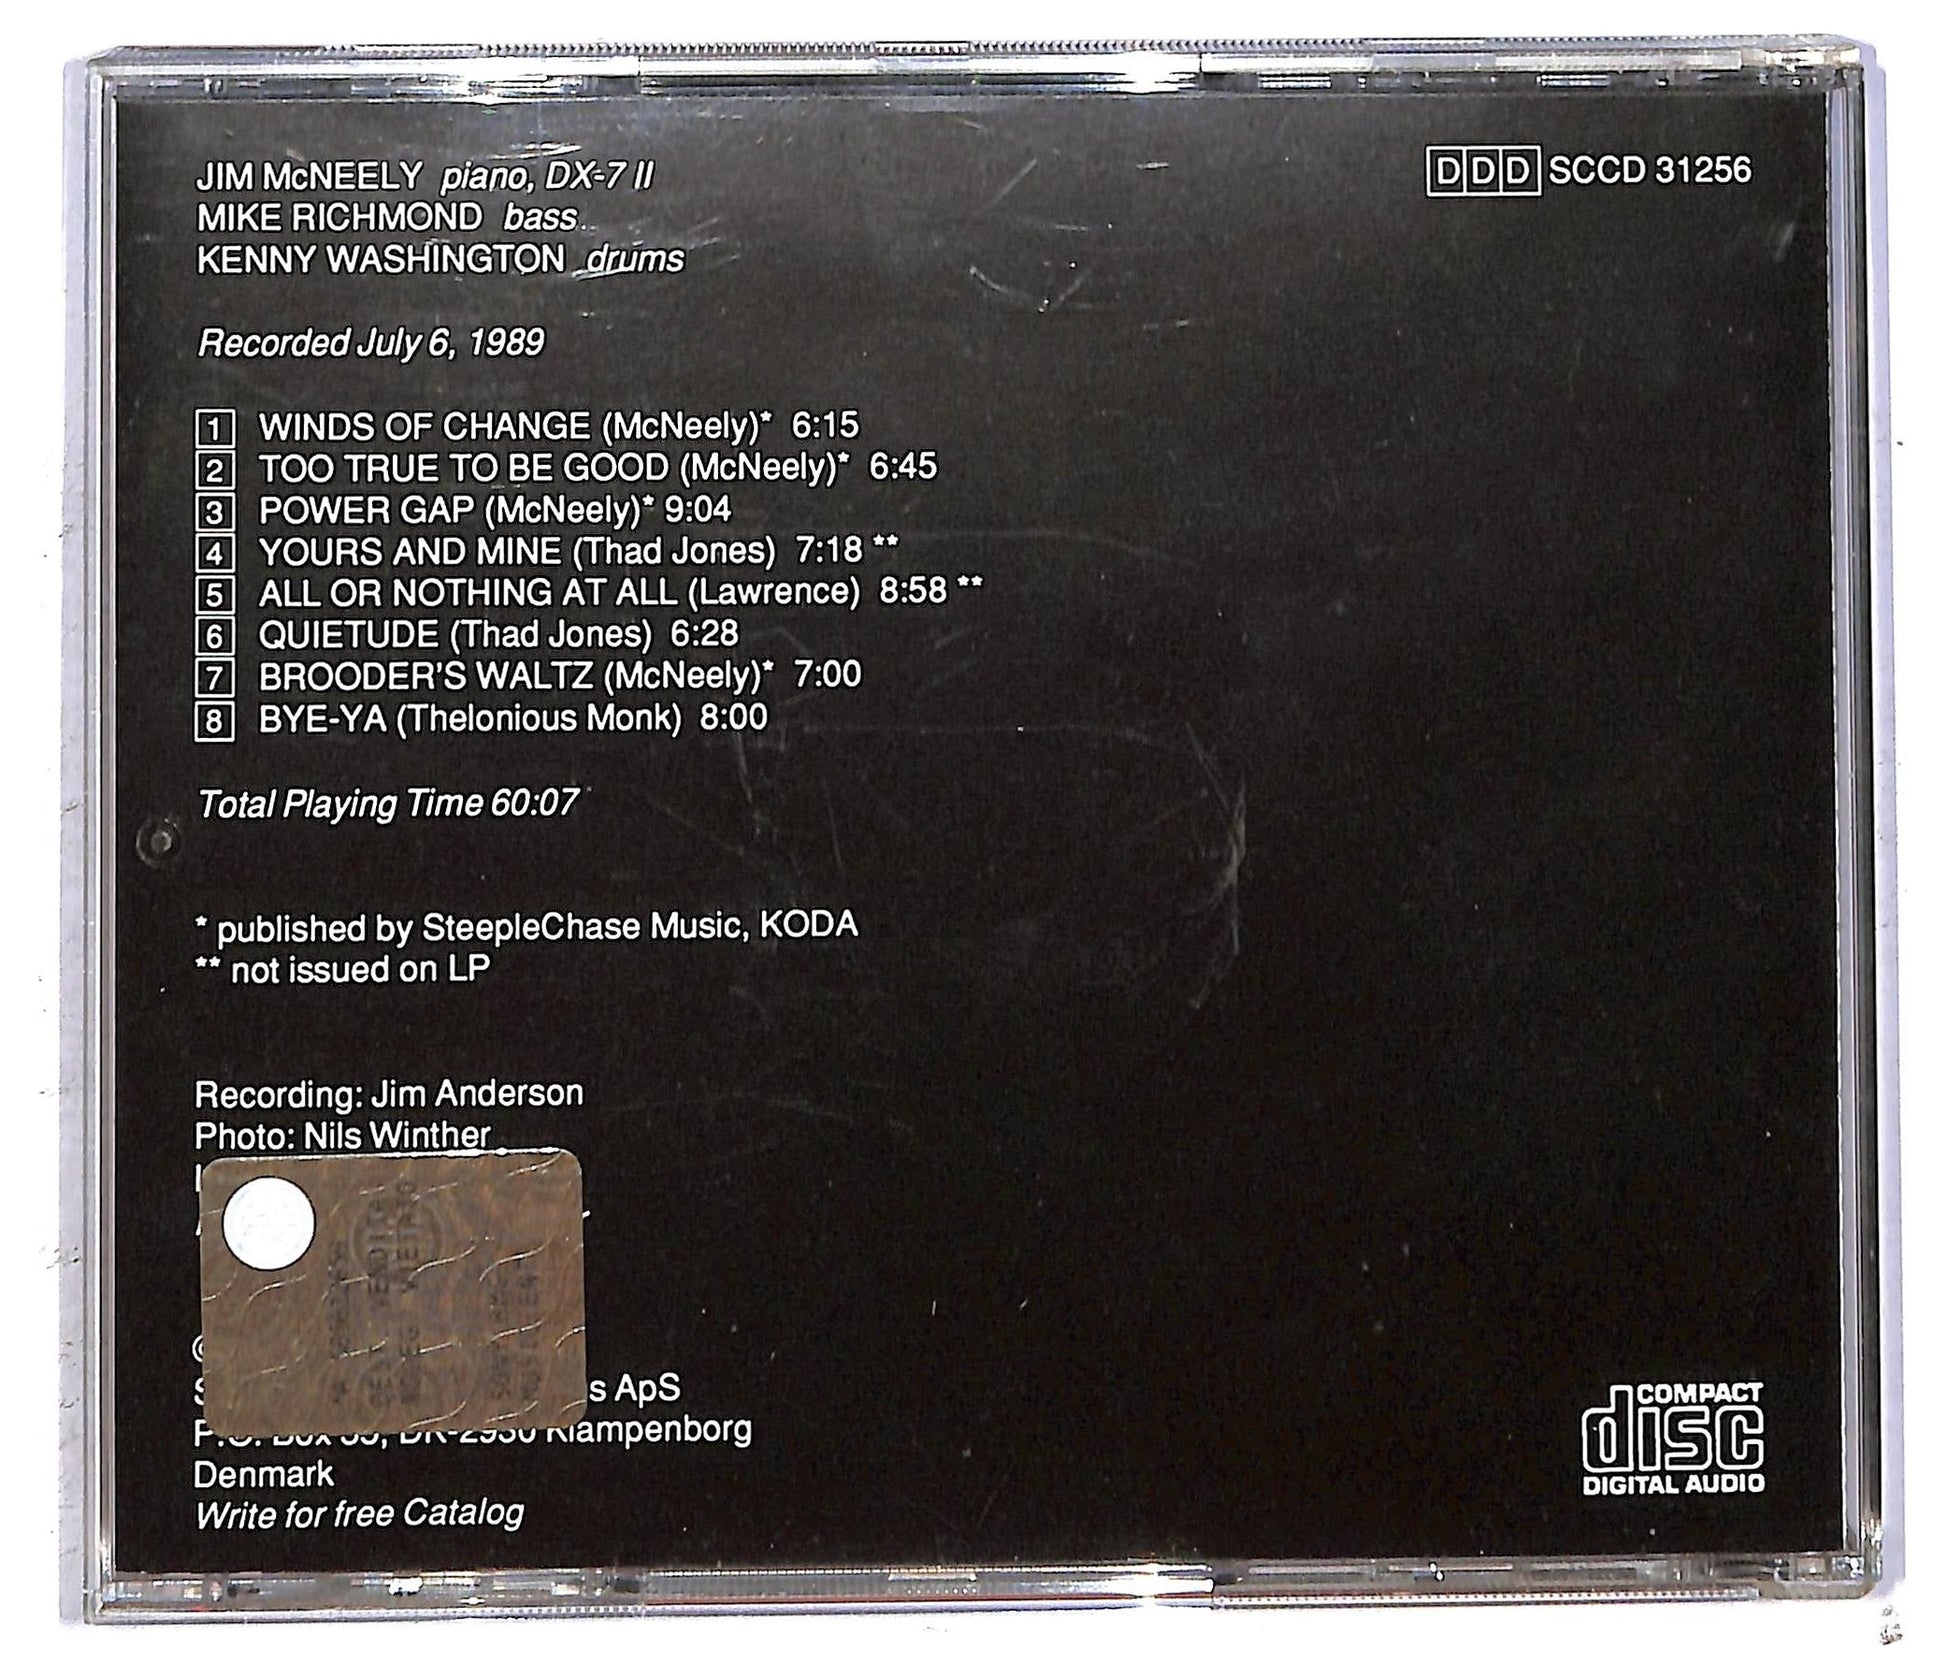 JIM McNEELY piano, DX-7 II
MIKE RICHMOND bass
KENNY WASHINGTON drums
DDD SCCD 31256
Recorded July 6, 1989
1 WINDS OF CHANGE (McNeely)* 6:15
2 TOO TRUE TO BE GOOD (McNeely)* 6:45
3 POWER GAP (McNeely)* 9:04
4 YOURS AND MINE (Thad Jones) 7:18 **
5 ALL OR NOTHING AT ALL (Lawrence) 8:58 **
6 QUIETUDE (Thad Jones) 6:28
7 BROODER'S WALTZ (McNeely)* 7:00
8 BYE-YA (Thelonious Monk) 8:00
Total Playing Time 60:07
* published by SteepleChase Music, KODA
** not issued on LP
Recording: Jim Anderson
Photo: Nils Winther
ApS
P.O. Box DK-2930 Klampenborg
Denmark
Write for free Catalog
COMPACT
disc
DIGITAL AUDIO